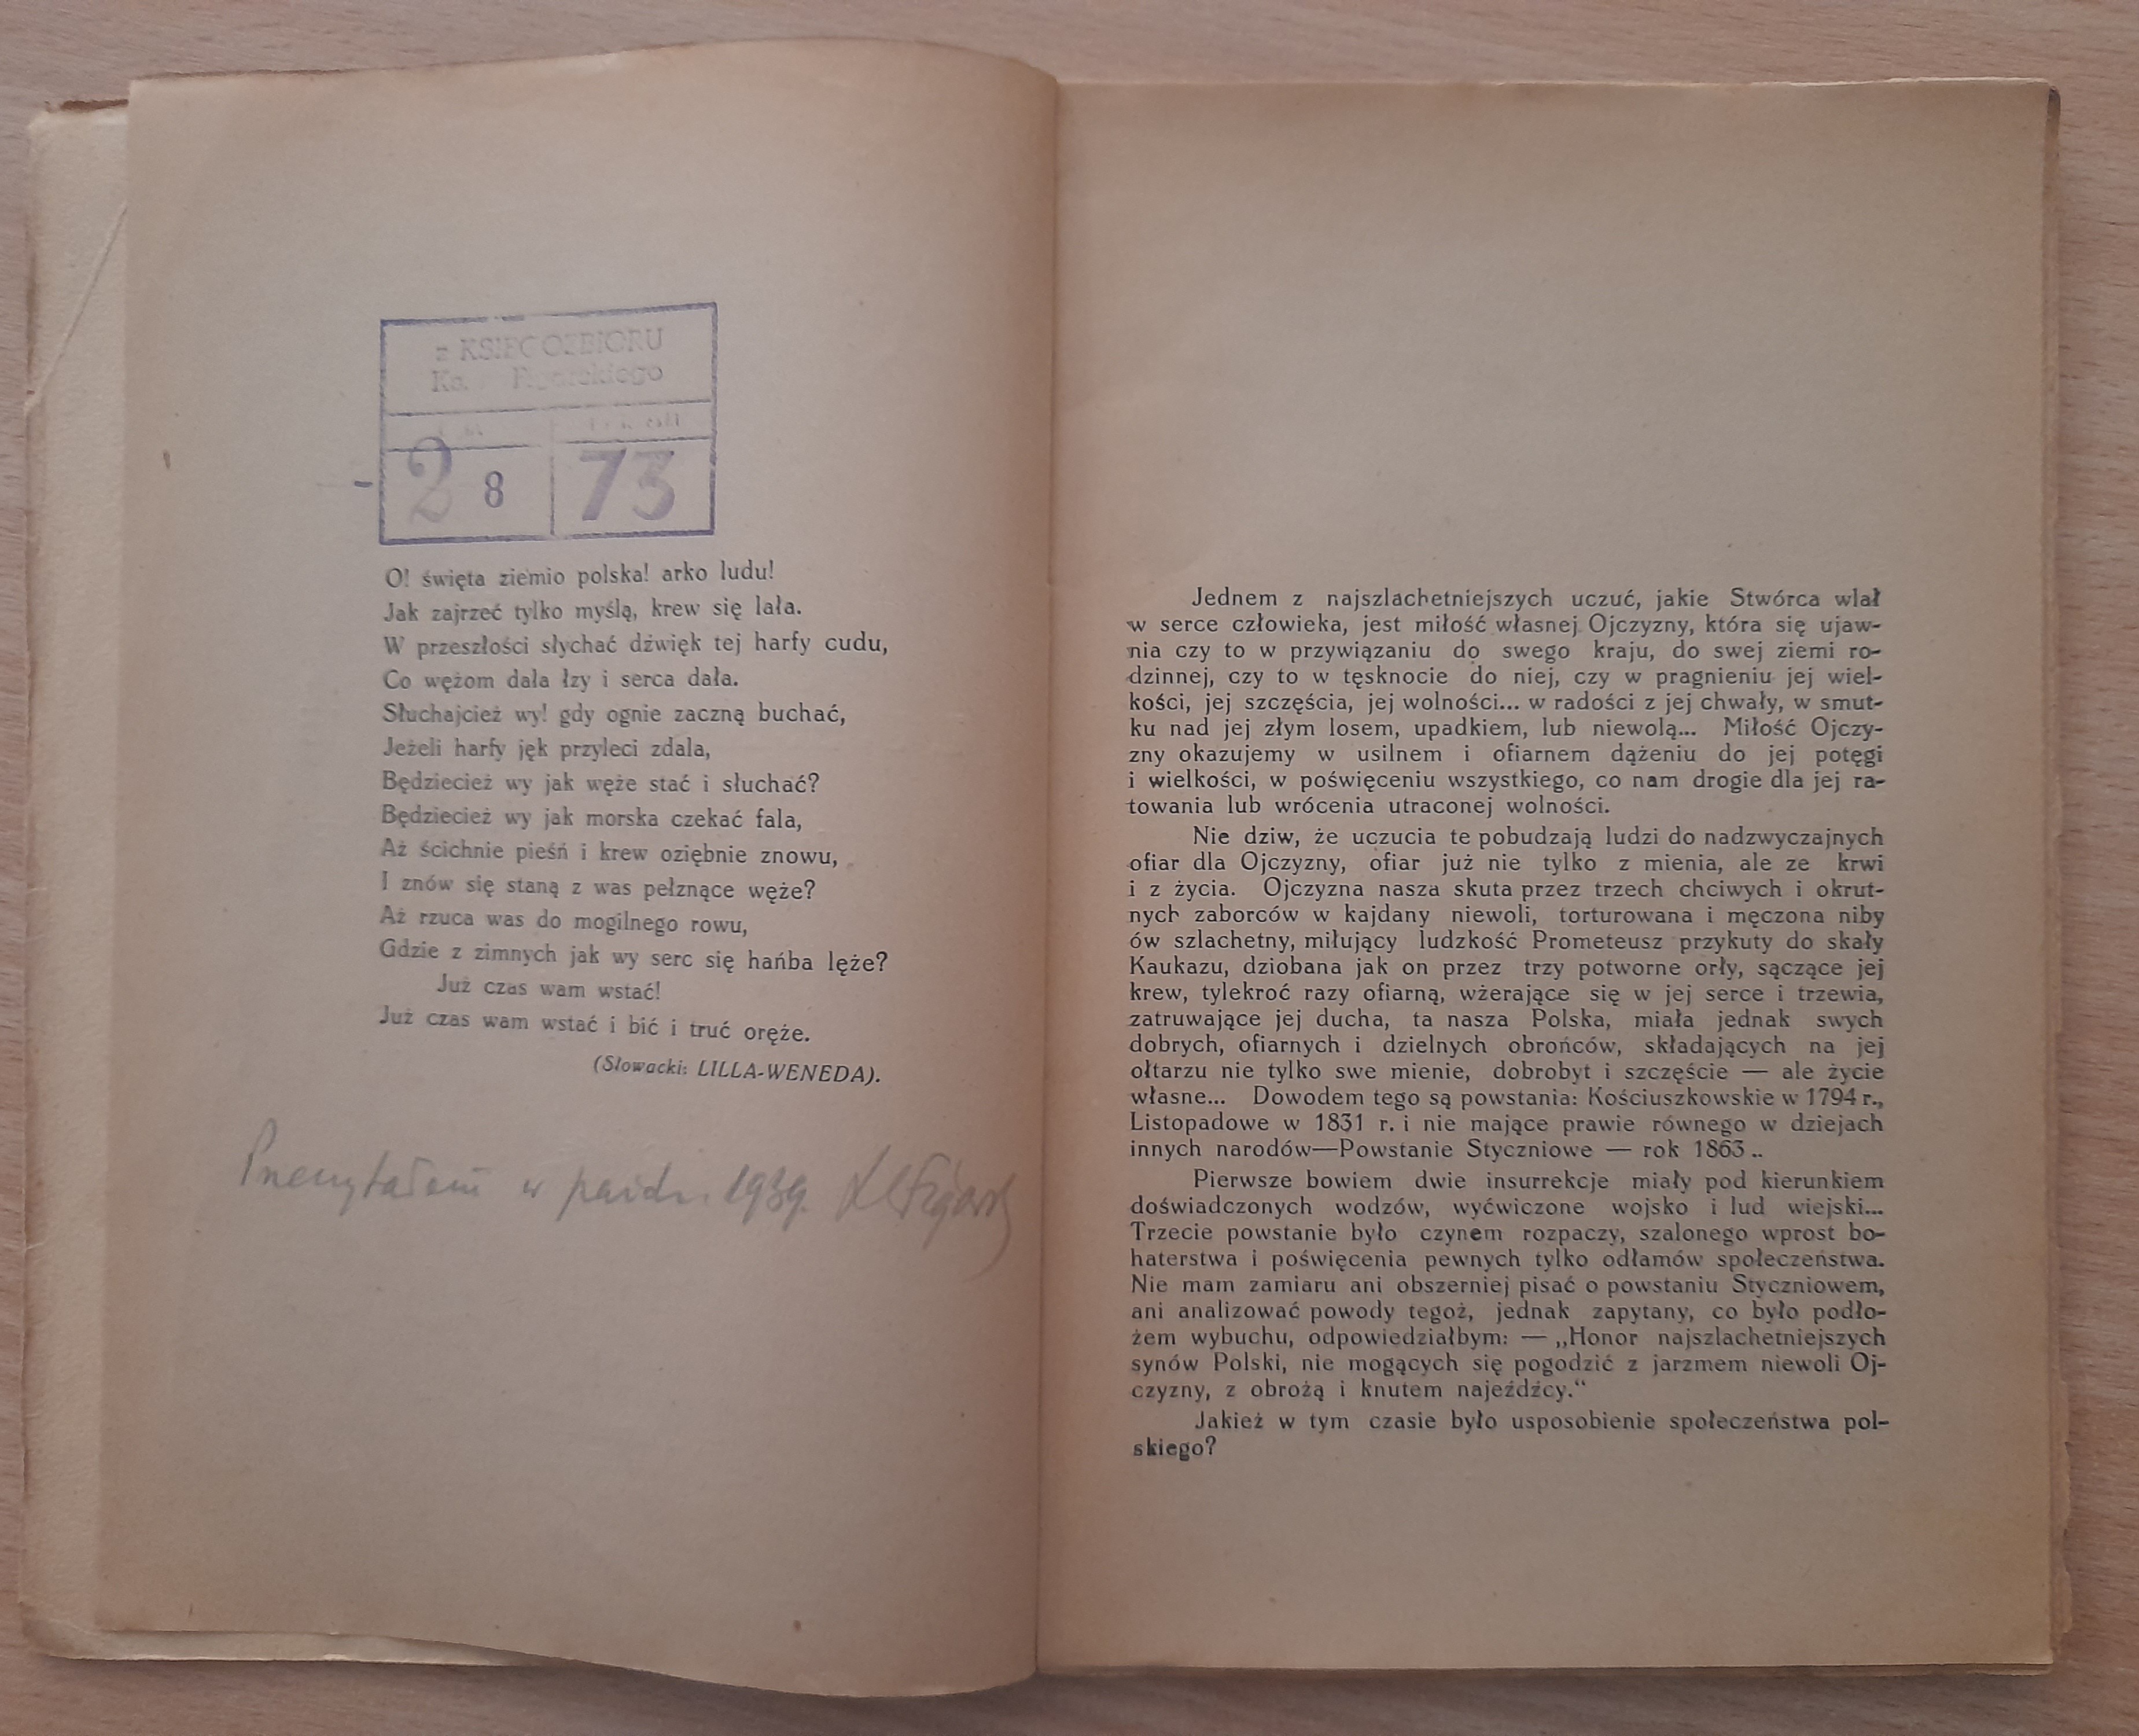 z KSIĘGOZBIORU
Ks. Figarskiego
2 8 73
O! święta ziemio polska! arko ludu!
Jak zajrzeć tylko myślą, krew się lała.
W przeszłości słychać dźwięk tej harfy cudu,
Co wężom dala łzy i serca dała.
Słuchajcież wy! gdy ognie zaczną buchać,
Jeżeli harfy jęk przyleci zdala,
Będziecież wy jak węże stać i słuchać?
Będziecież wy jak morska czekać fala,
Aż ścichnie pieśń i krew oziębnie znowu,
I znów się staną z was pełznące węże?
Aż rzuca was do mogilnego rowu,
Gdzie z zimnych jak wy serc się hańba lęże?
Już czas wam wstać!
Już czas wam wstać i bić i truć oręże.
(Słowacki: LILLA-WENEDA).
Przeczytałem w paźdz. 1939.
Jednem z najszlachetniejszych uczuć, jakie Stwórca wlał
w serce człowieka, jest miłość własnej Ojczyzny, która się ujaw-
nia czy to w przywiązaniu do swego kraju, do swej ziemi ro-
dzinnej, czy to w tęsknocie do niej, czy w pragnieniu jej wiel-
kości, jej szczęścia, jej wolności... w radości z jej chwały, w smut-
ku nad jej złym losem, upadkiem, lub niewolą... Miłość Ojczy-
zny okazujemy w usilnem i ofiarnem dążeniu do jej potęgi
i wielkości, w poświęceniu wszystkiego, co nam drogie dla jej ra-
towania lub wrócenia utraconej wolności.
Nie dziw, że uczucia te pobudzają ludzi do nadzwyczajnych
ofiar dla Ojczyzny, ofiar już nie tylko z mienia, ale ze krwi
i z życia. Ojczyzna nasza skuta przez trzech chciwych i okrut-
nych zaborców w kajdany niewoli, torturowana i męczona niby
ów szlachetny, miłujący ludzkość Prometeusz przykuty do skały
Kaukazu, dziobana jak on przez trzy potworne orły, sączące jej
krew, tylekroć razy ofiarną, wżerające się w jej serce i trzewia,
zatruwające jej ducha, ta nasza Polska, miała jednak swych
dobrych, ofiarnych i dzielnych obrońców, składających na jej
ołtarzu nie tylko swe mienie, dobrobyt i szczęście — ale życie
własne... Dowodem tego są powstania: Kościuszkowskie w 1794 r.,
Listopadowe w 1831 r. i nie mające prawie równego w dziejach
innych narodów—Powstanie Styczniowe — rok 1863 ..
Pierwsze bowiem dwie insurrekcje miały pod kierunkiem
doświadczonych wodzów, wyćwiczone wojsko i lud wiejski...
Trzecie powstanie było czynem rozpaczy, szalonego wprost bo-
haterstwa i poświęcenia pewnych tylko odłamów społeczeństwa.
Nie mam zamiaru ani obszerniej pisać o powstaniu Styczniowem,
ani analizować powody tegoż, jednak zapytany, co było podło-
żem wybuchu, odpowiedziałbym: — „Honor najszlachetniejszych
synów Polski, nie mogących się pogodzić z jarzmem niewoli Oj-
czyzny, z obrożą i knutem najeźdźcy.“
Jakież w tym czasie było usposobienie społeczeństwa pol-
skiego?